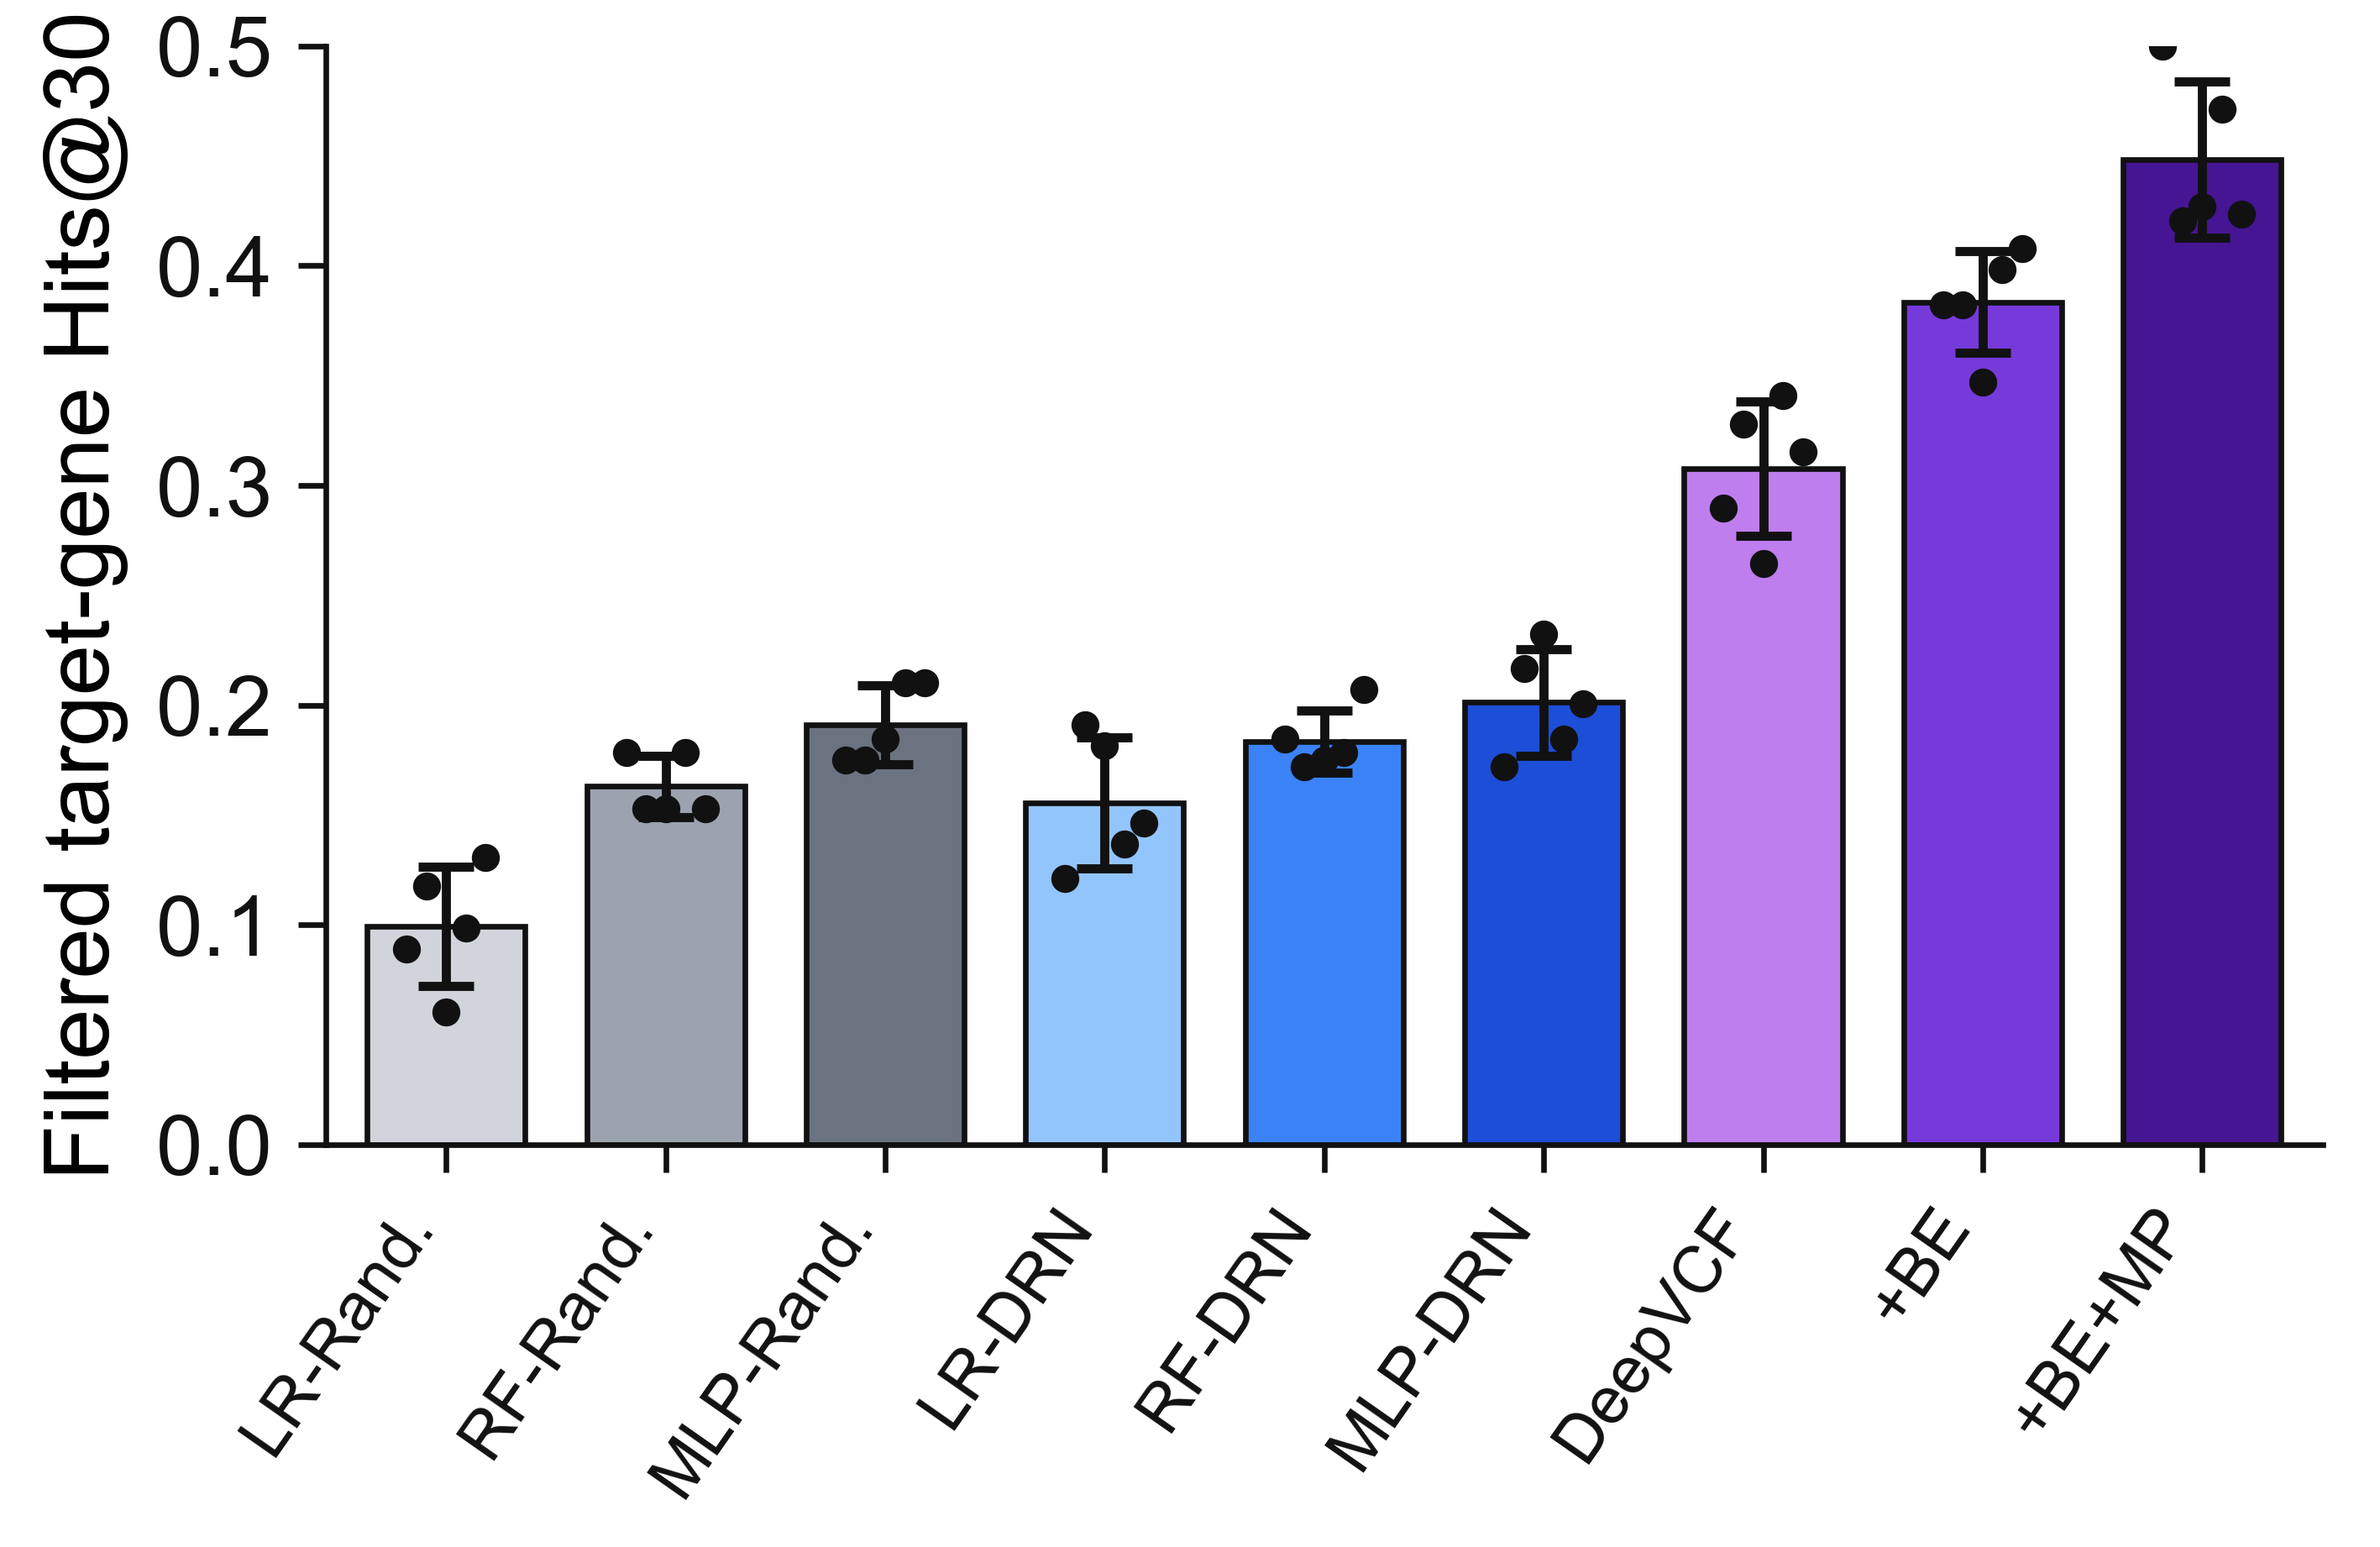 Filtered target-gene Hits@30
0.5
0.4
0.3
0.2
0.1
0.0
LR-Rand.
RF-Rand.
MLP-Rand.
LR-DRN
RF-DRN
MLP-DRN
DeepVCF
+BE
+BE+MP